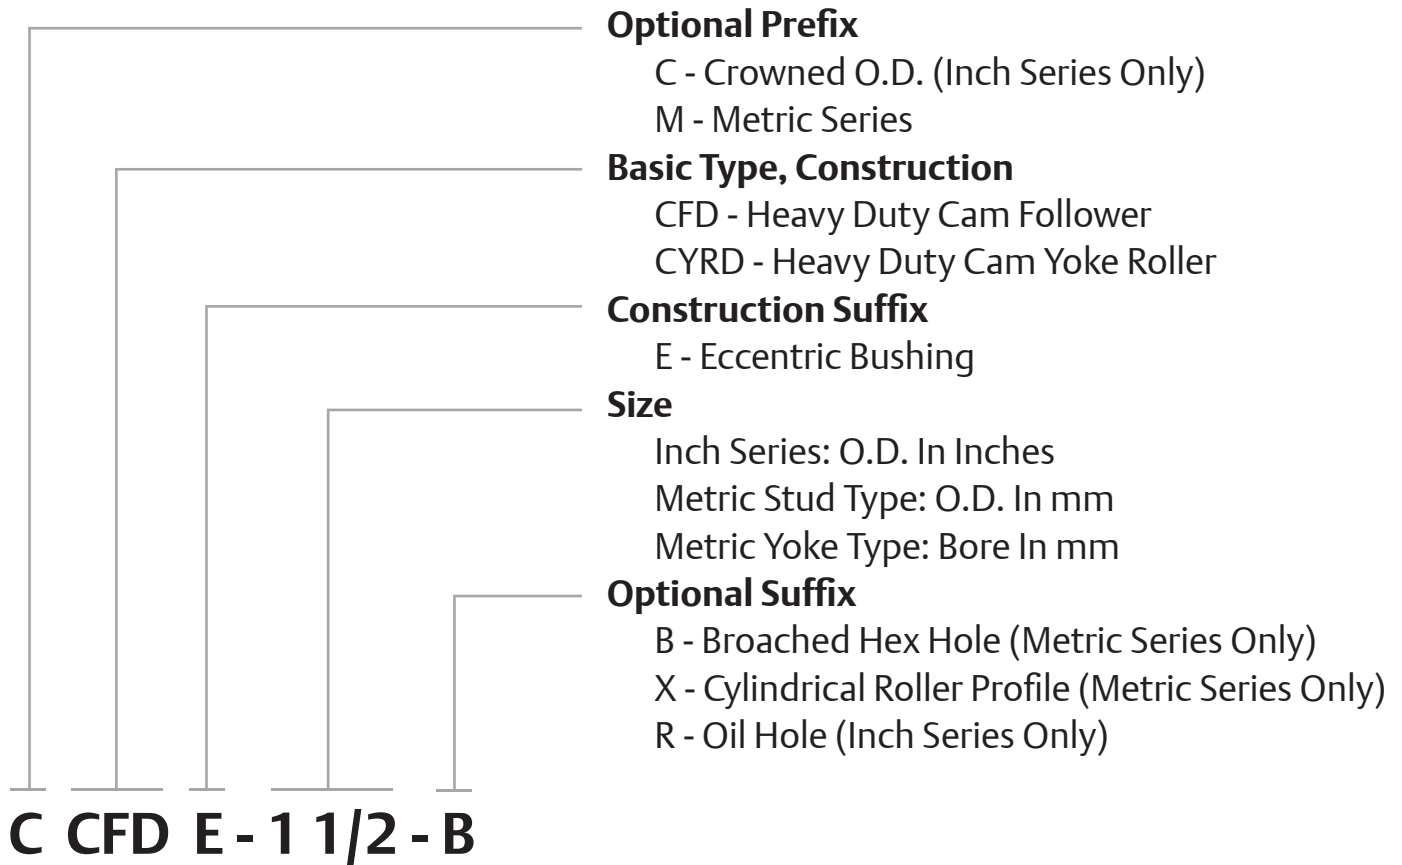 Optional Prefix
C - Crowned O.D. (Inch Series Only)
M - Metric Series
Basic Type, Construction
CFD - Heavy Duty Cam Follower
CYRD - Heavy Duty Cam Yoke Roller
Construction Suffix
E - Eccentric Bushing
Size
Inch Series: O.D. In Inches
Metric Stud Type: O.D. In mm
Metric Yoke Type: Bore In mm
Optional Suffix
B - Broached Hex Hole (Metric Series Only)
X - Cylindrical Roller Profile (Metric Series Only)
R - Oil Hole (Inch Series Only)
C CFD E - 1 1/2 - B